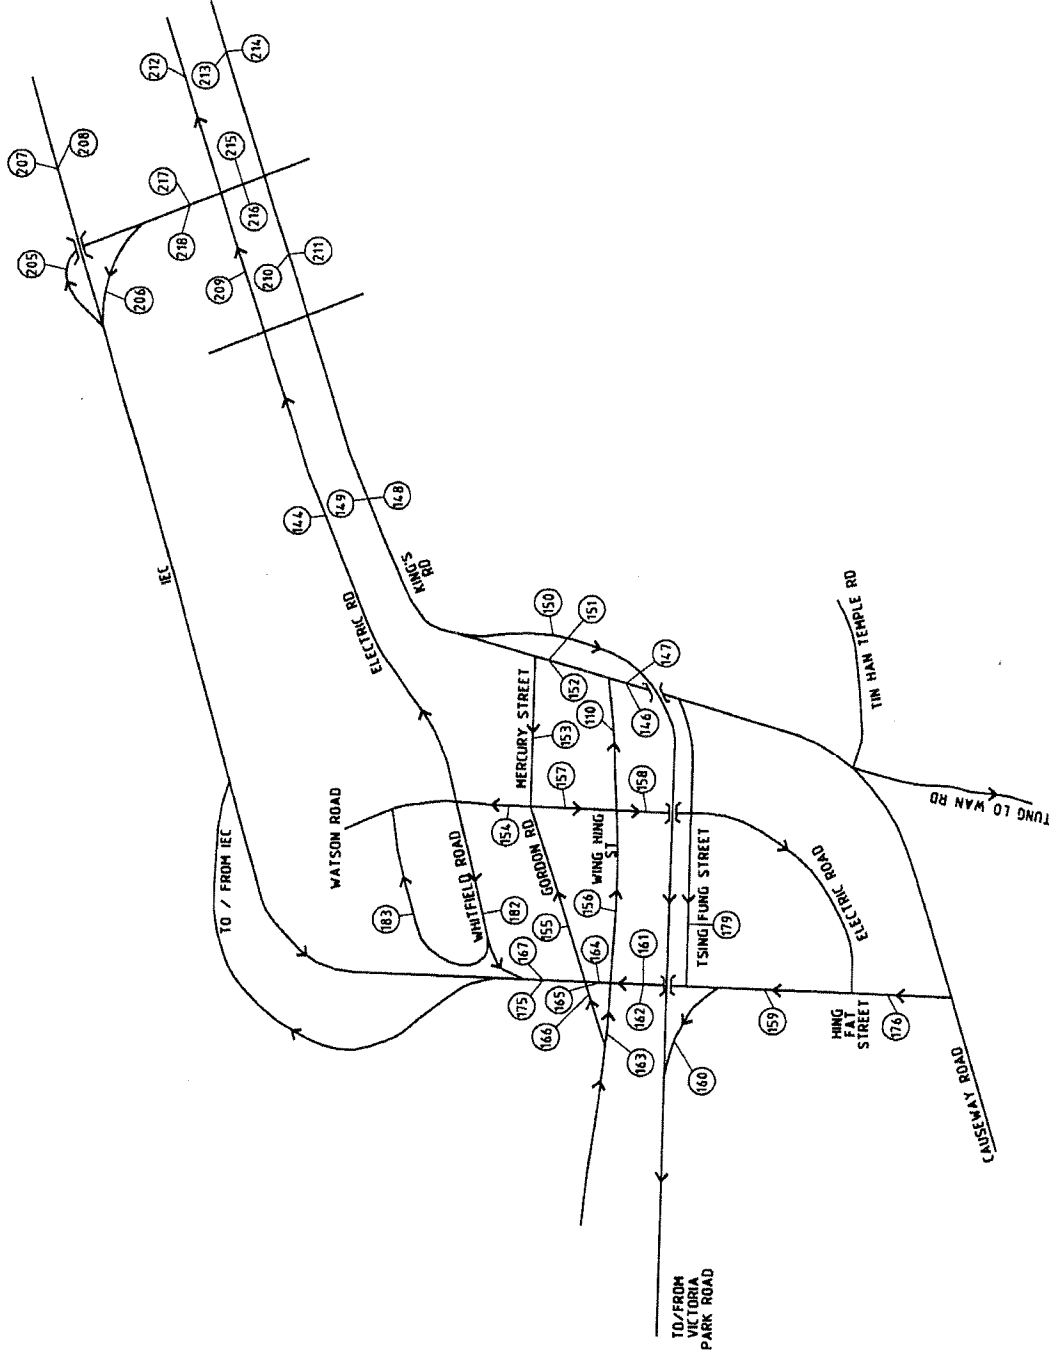 214
212
213
207
208
215
217
216
218
205
211
210
209
206
149
148
144
IEC
KING'S
RD
ELECTRIC RD
150
151
147
152
TIN HAN TEMPLE RD
MERCURY STREET
110
146
153
157
158
TO / FROM IEC
WATSON ROAD
154
GORDON RD
WING HING
ST
TUNG LO WAN RD
WHITFIELD ROAD
TSING FUNG STREET
ELECTRIC ROAD
183
182
156
155
179
167
164
161
175
165
162
166
163
159
HING
FAT
STREET
176
160
CAUSEWAY ROAD
TO/FROM
VICTORIA
PARK ROAD